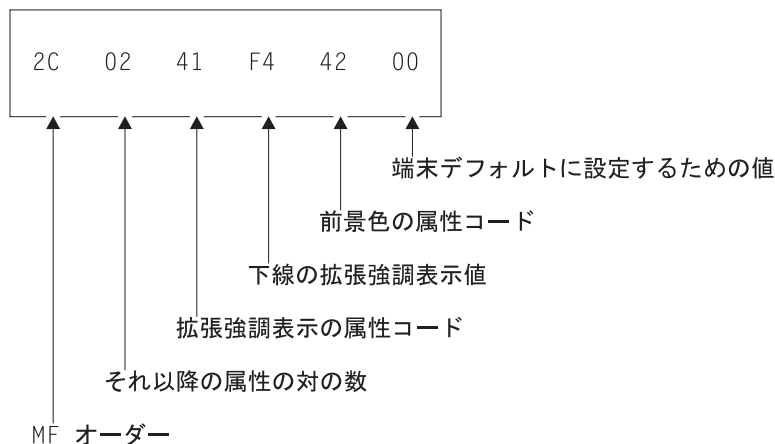 2C 02 41 F4 42 00
端末デフォルトに設定するための値
前景色の属性コード
下線の拡張強調表示値
拡張強調表示の属性コード
それ以降の属性の対の数
MF オーダー